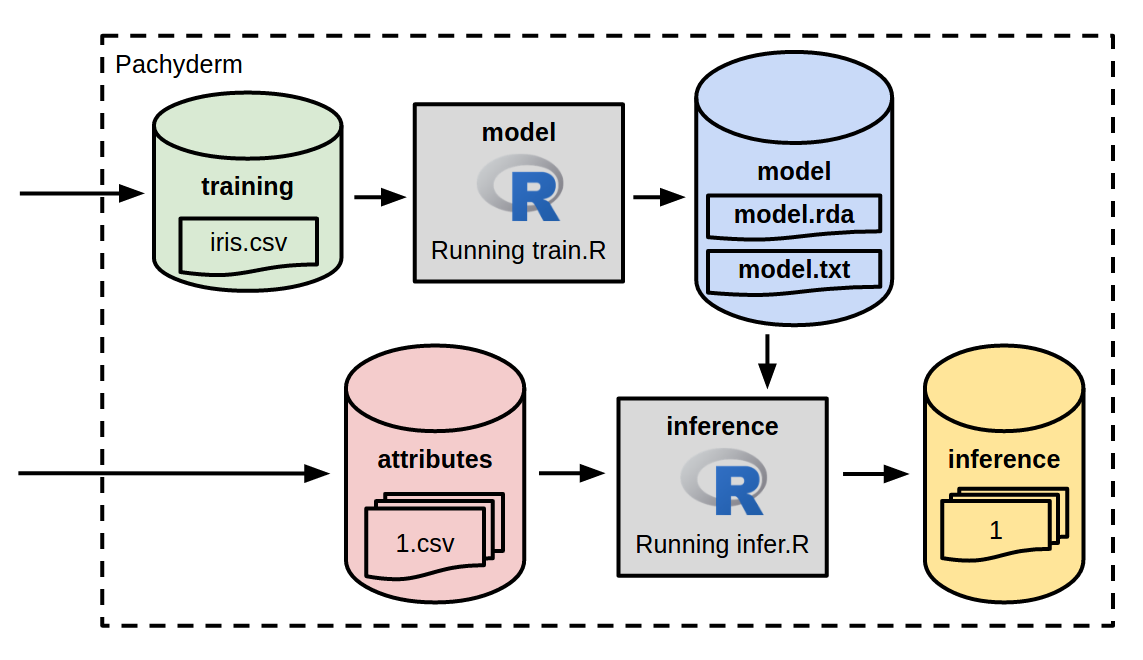 Pachyderm
training
iris.csv
model
R
Running train.R
model
model.rda
model.txt
attributes
1.csv
inference
R
Running infer.R
inference
1